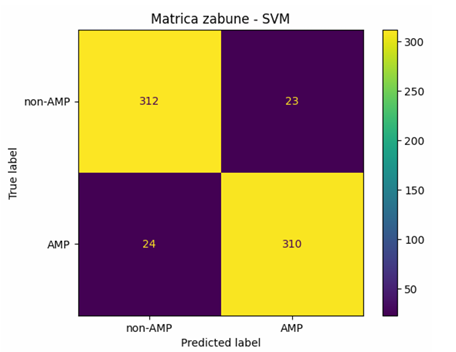 Matrica zabune - SVM
non-AMP
312
23
AMP
24
310
non-AMP
AMP
True label
Predicted label
300
250
200
150
100
50